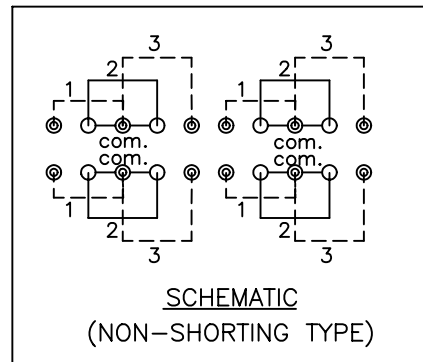 3 3
2 2
1 1
com. com.
com. com.
1 1
2 2
3 3
SCHEMATIC
(NON-SHORTING TYPE)